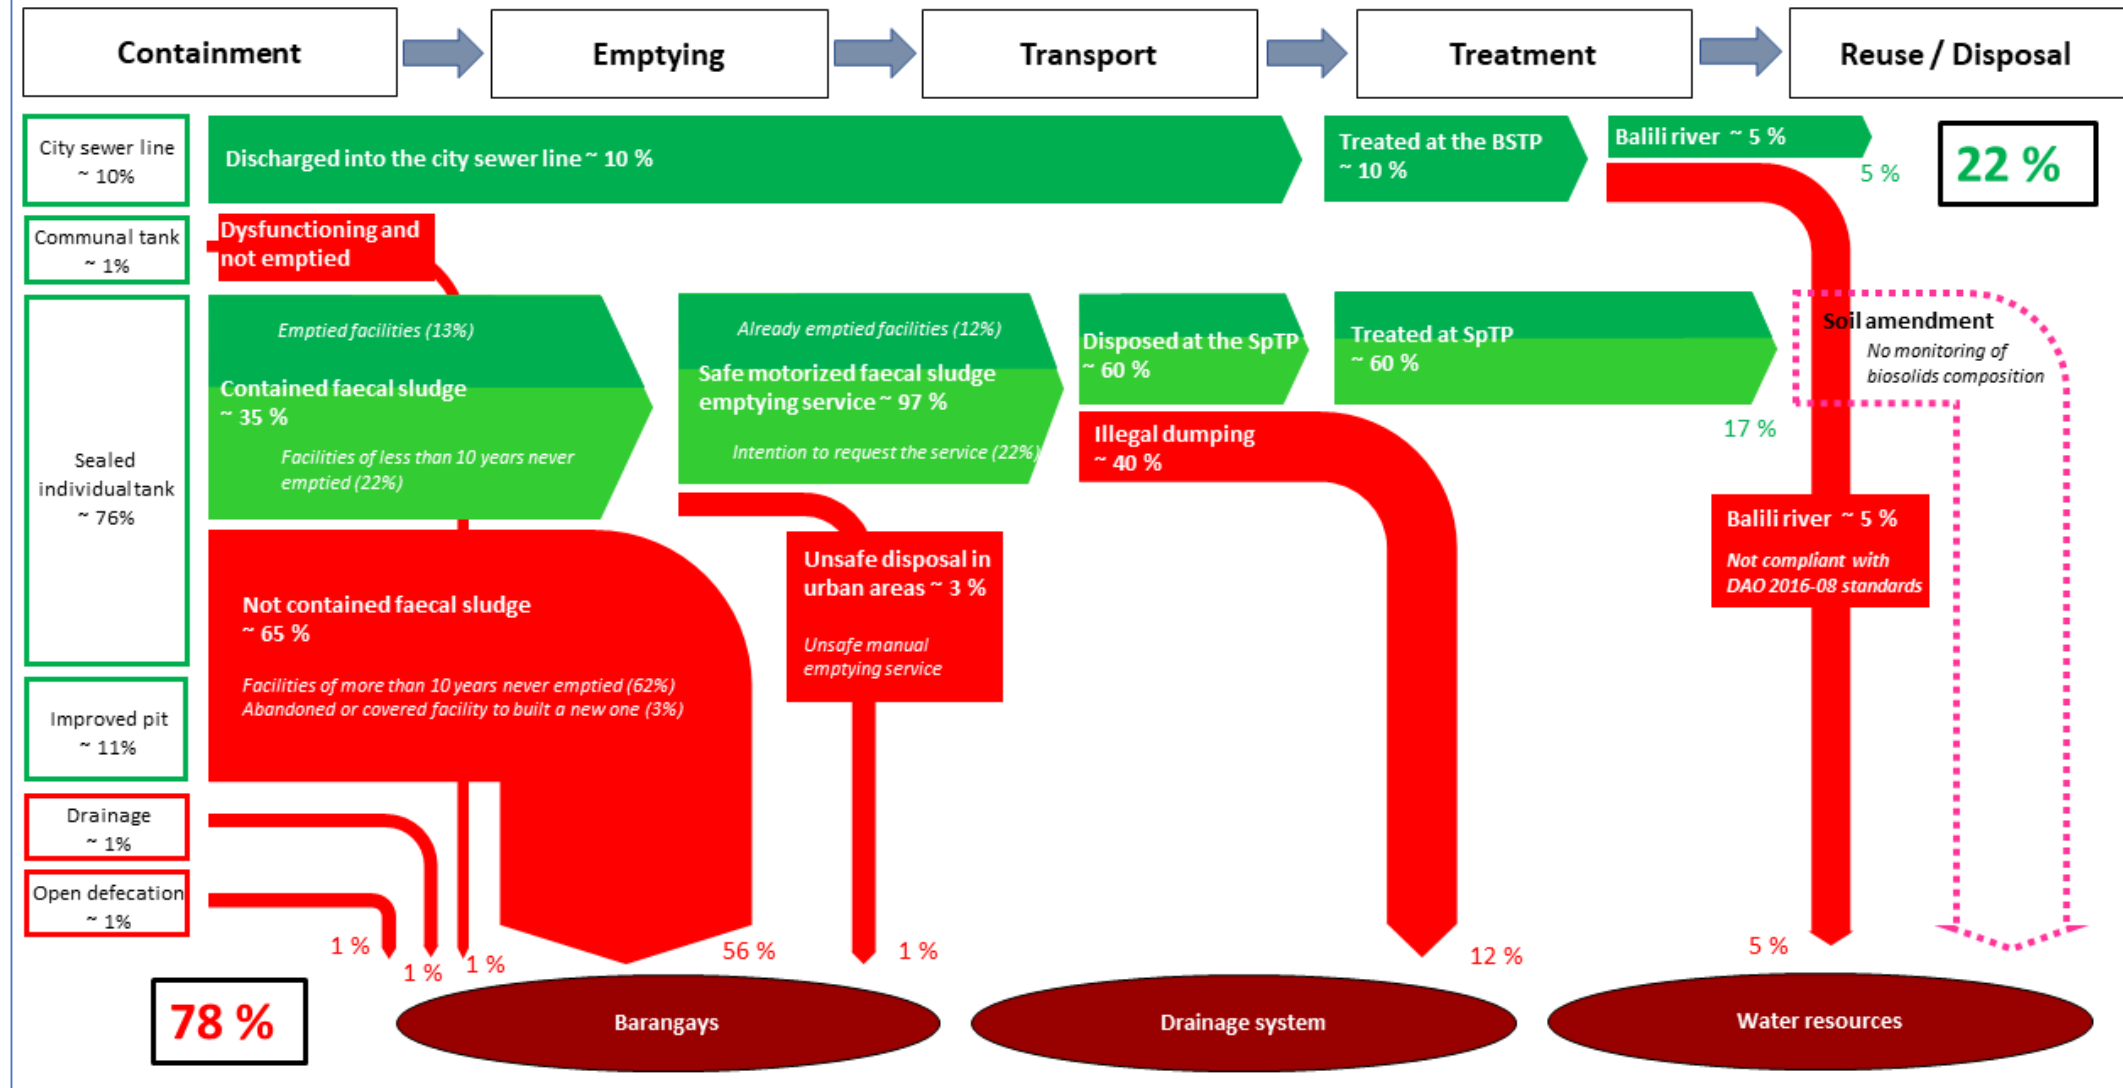 Containment
Emptying
Transport
Treatment
Reuse / Disposal
City sewer line
~ 10%
Discharged into the city sewer line ~ 10 %
Treated at the BSTP
~ 10 %
Balili river ~ 5 %
5 %
22 %
Communal tank
~ 1%
Dysfunctioning and
not emptied
Sealed
individual tank
~ 76%
Emptied facilities (13%)
Contained faecal sludge
~ 35 %
Facilities of less than 10 years never
emptied (22%)
Already emptied facilities (12%)
Safe motorized faecal sludge
emptying service ~ 97 %
Intention to request the service (22%)
Disposed at the SpTP
~ 60 %
Treated at SpTP
~ 60 %
17 %
Soil amendment
No monitoring of
biosolids composition
Illegal dumping
~ 40 %
Balili river ~ 5 %
Not compliant with
DAO 2016-08 standards
Unsafe disposal in
urban areas ~ 3 %
Unsafe manual
emptying service
Not contained faecal sludge
~ 65 %
Facilities of more than 10 years never emptied (62%)
Abandoned or covered facility to built a new one (3%)
Improved pit
~ 11%
Drainage
~ 1%
Open defecation
~ 1%
1 %
1 %
1 %
56 %
1 %
12 %
5 %
78 %
Barangays
Drainage system
Water resources